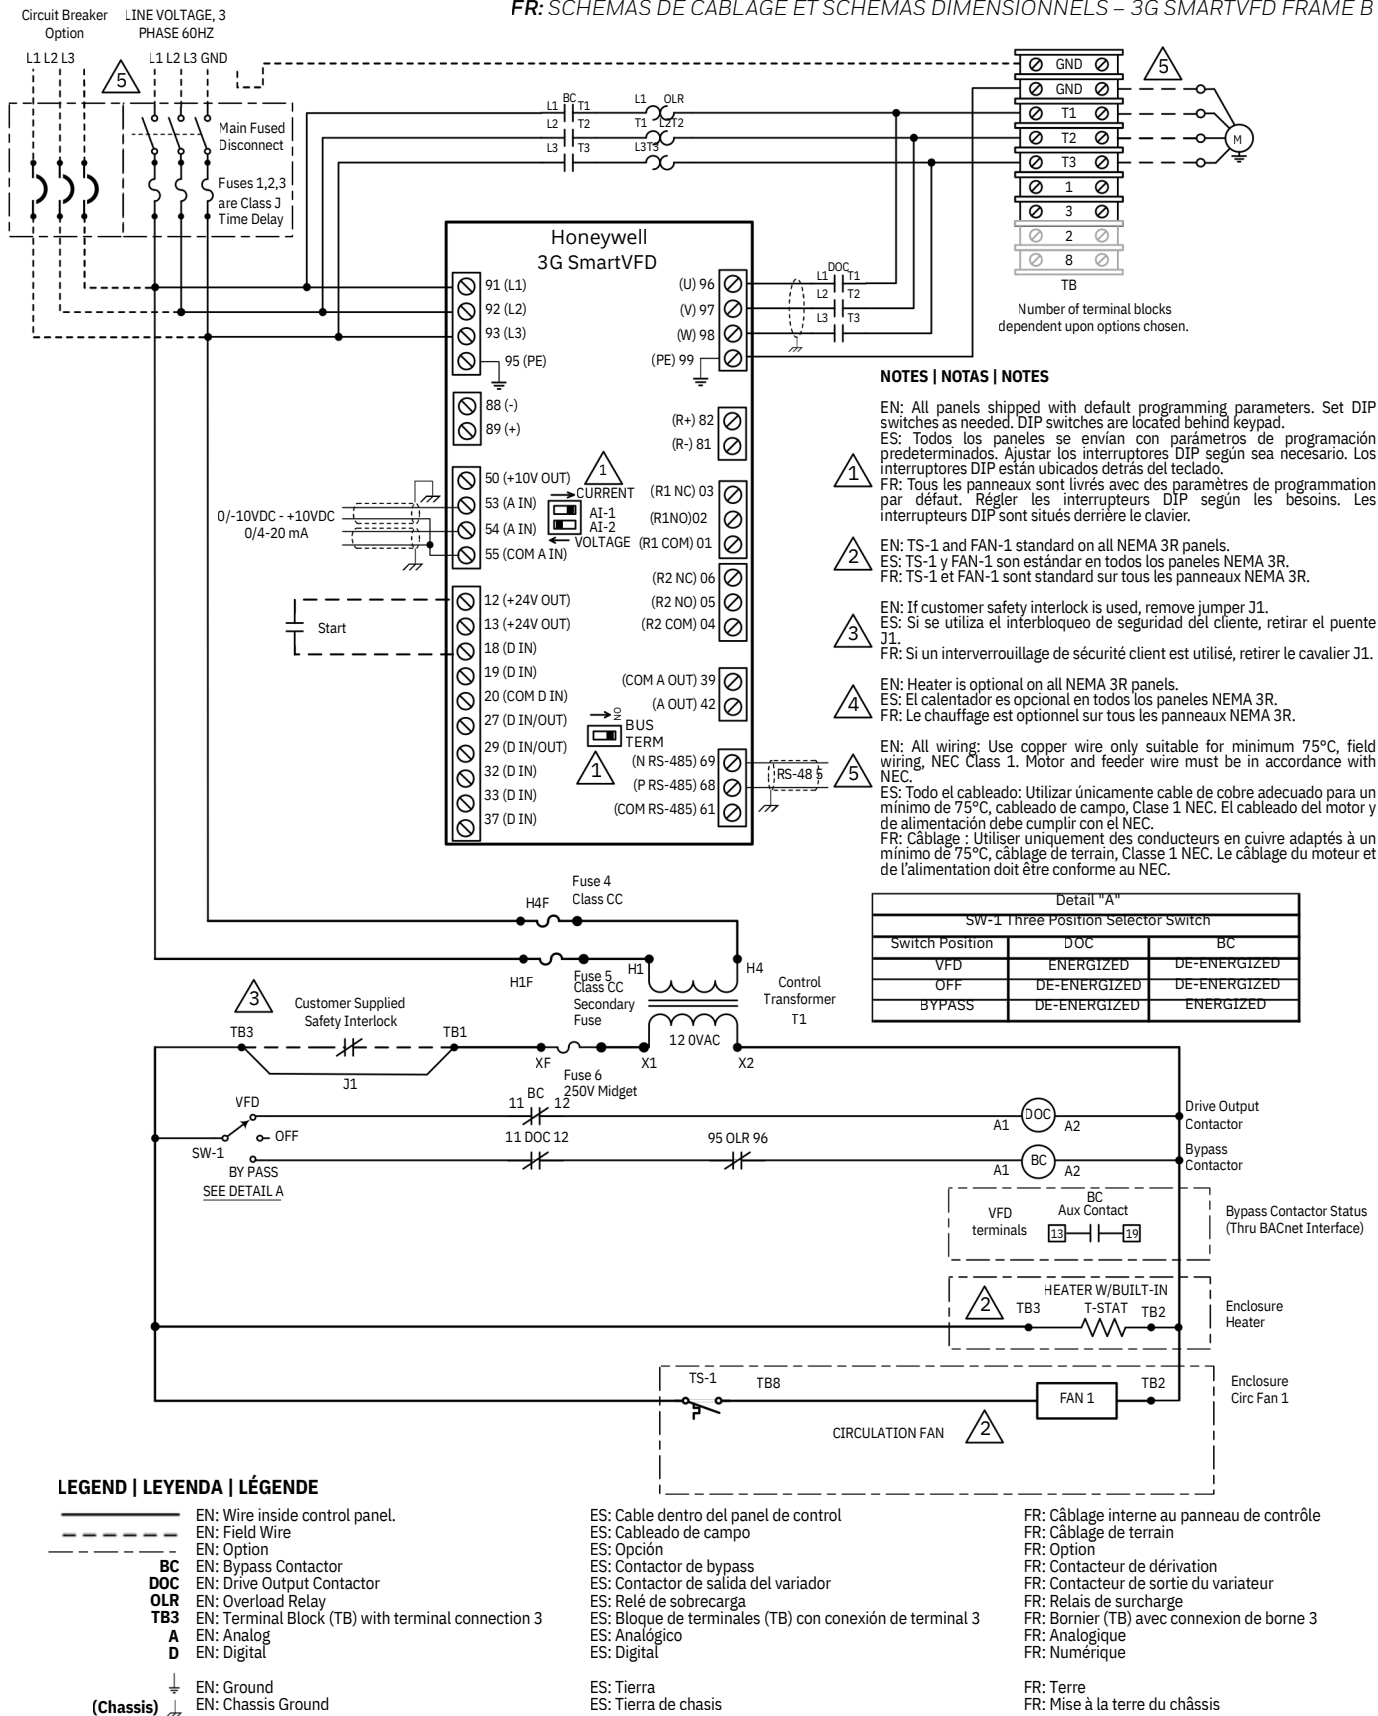 FR: SCHEMAS DE CABLAGE ET SCHEMAS DIMENSIONNELS – 3G SMARTVFD FRAME B
Circuit Breaker
Option
LINE VOLTAGE, 3
PHASE 60HZ
L1 L2 L3
L1 L2 L3 GND
5
Main Fused
Disconnect
Fuses 1,2,3
are Class J
Time Delay
BC
L1 T1
L2 T2
L3 T3
L1 OLR
T1 L2T2
L3T3
GND
GND
T1
T2
T3
1
3
2
8
TB
5
M
Number of terminal blocks
dependent upon options chosen.
Honeywell
3G SmartVFD
91 (L1)
92 (L2)
93 (L3)
95 (PE)
88 (-)
89 (+)
50 (+10V OUT)
53 (A IN)
54 (A IN)
55 (COM A IN)
12 (+24V OUT)
13 (+24V OUT)
18 (D IN)
19 (D IN)
20 (COM D IN)
27 (D IN/OUT)
29 (D IN/OUT)
32 (D IN)
33 (D IN)
37 (D IN)
1
CURRENT
AI-1
AI-2
VOLTAGE
NO
BUS
TERM
1
(U) 96
(V) 97
(W) 98
(PE) 99
(R+) 82
(R-) 81
(R1 NC) 03
(R1NO)02
(R1 COM) 01
(R2 NC) 06
(R2 NO) 05
(R2 COM) 04
(COM A OUT) 39
(A OUT) 42
(N RS-485) 69
(P RS-485) 68
(COM RS-485) 61
RS-48 5
DOC
L1 T1
L2 T2
L3 T3
0/-10VDC - +10VDC
0/4-20 mA
Start
NOTES | NOTAS | NOTES
1
EN: All panels shipped with default programming parameters. Set DIP
switches as needed. DIP switches are located behind keypad.
ES: Todos los paneles se envían con parámetros de programación
predeterminados. Ajustar los interruptores DIP según sea necesario. Los
interruptores DIP están ubicados detrás del teclado.
FR: Tous les panneaux sont livrés avec des paramètres de programmation
par défaut. Régler les interrupteurs DIP selon les besoins. Les
interrupteurs DIP sont situés derrière le clavier.
2
EN: TS-1 and FAN-1 standard on all NEMA 3R panels.
ES: TS-1 y FAN-1 son estándar en todos los paneles NEMA 3R.
FR: TS-1 et FAN-1 sont standard sur tous les panneaux NEMA 3R.
3
EN: If customer safety interlock is used, remove jumper J1.
ES: Si se utiliza el interbloqueo de seguridad del cliente, retirar el puente
J1.
FR: Si un interverrouillage de sécurité client est utilisé, retirer le cavalier J1.
4
EN: Heater is optional on all NEMA 3R panels.
ES: El calentador es opcional en todos los paneles NEMA 3R.
FR: Le chauffage est optionnel sur tous les panneaux NEMA 3R.
5
EN: All wiring: Use copper wire only suitable for minimum 75°C, field
wiring, NEC Class 1. Motor and feeder wire must be in accordance with
NEC.
ES: Todo el cableado: Utilizar únicamente cable de cobre adecuado para un
mínimo de 75°C, cableado de campo, Clase 1 NEC. El cableado del motor y
de alimentación debe cumplir con el NEC.
FR: Câblage : Utiliser uniquement des conducteurs en cuivre adaptés à un
mínimo de 75°C, câblage de terrain, Classe 1 NEC. Le câblage du moteur et
de l'alimentation doit être conforme au NEC.
Detail "A"
SW-1 Three Position Selector Switch
Switch Position DOC BC
VFD ENERGIZED DE-ENERGIZED
OFF DE-ENERGIZED DE-ENERGIZED
BYPASS DE-ENERGIZED ENERGIZED
Fuse 4
Class CC
H4F
H1F
Fuse 5
Class CC
Secondary
Fuse
H1
H4
Control
Transformer
T1
12 0VAC
X1
X2
XF
Fuse 6
250V Midget
3
Customer Supplied
Safety Interlock
TB3
TB1
J1
VFD
OFF
SW-1
BY PASS
SEE DETAIL A
BC
11 12
11 DOC 12
95 OLR 96
A1 DOC A2
Drive Output
Contactor
A1 BC A2
Bypass
Contactor
VFD
terminals
BC
Aux Contact
13 19
Bypass Contactor Status
(Thru BACnet Interface)
2
HEATER W/BUILT-IN
TB3 T-STAT TB2
Enclosure
Heater
TS-1
TB8
FAN 1
TB2
Enclosure
Circ Fan 1
CIRCULATION FAN
2
LEGEND | LEYENDA | LÉGENDE
EN: Wire inside control panel. ES: Cable dentro del panel de control FR: Câblage interne au panneau de contrôle
EN: Field Wire ES: Cableado de campo FR: Câblage de terrain
EN: Option ES: Opción FR: Option
BC EN: Bypass Contactor ES: Contactor de bypass FR: Contacteur de dérivation
DOC EN: Drive Output Contactor ES: Contactor de salida del variador FR: Contacteur de sortie du variateur
OLR EN: Overload Relay ES: Relé de sobrecarga FR: Relais de surcharge
TB3 EN: Terminal Block (TB) with terminal connection 3 ES: Bloque de terminales (TB) con conexión de terminal 3 FR: Bornier (TB) avec connexion de borne 3
A EN: Analog ES: Analógico FR: Analogique
D EN: Digital ES: Digital FR: Numérique
EN: Ground ES: Tierra FR: Terre
(Chassis) EN: Chassis Ground ES: Tierra de chasis FR: Mise à la terre du châssis